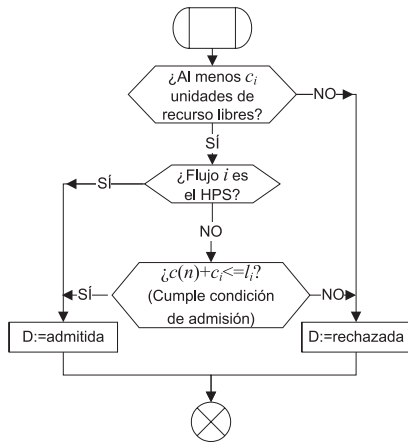 ¿Al menos c_i
unidades de
recurso libres?
NO
SÍ
¿Flujo i es
el HPS?
SÍ
NO
¿c(n)+c_i<=l_i?
(Cumple condición
de admisión)
SÍ
NO
D:=admitida
D:=rechazada